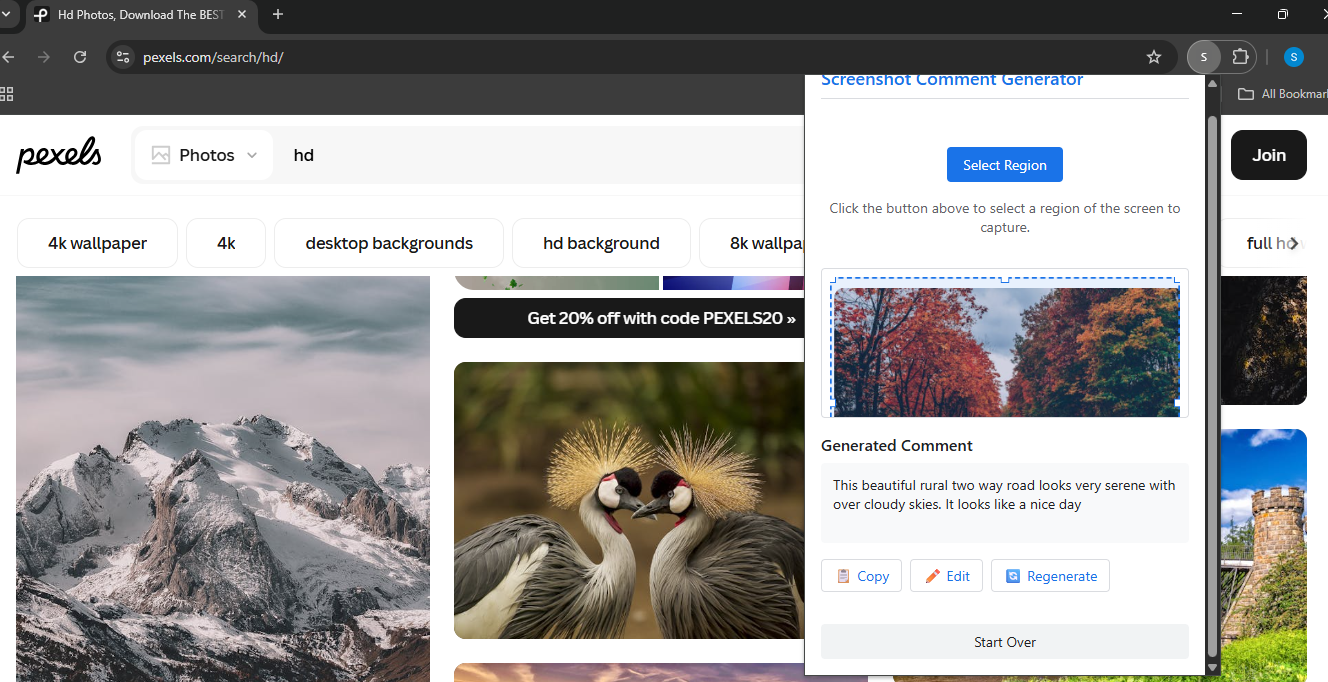 Hd Photos, Download The BEST
pexels.com/search/hd/
S
S
All Bookmar
pexels
Photos
hd
Join
4k wallpaper
4k
desktop backgrounds
hd background
8k wallpa
full hd
Get 20% off with code PEXELS20 »
Screenshot Comment Generator
Select Region
Click the button above to select a region of the screen to
capture.
Generated Comment
This beautiful rural two way road looks very serene with
over cloudy skies. It looks like a nice day
Copy
Edit
Regenerate
Start Over